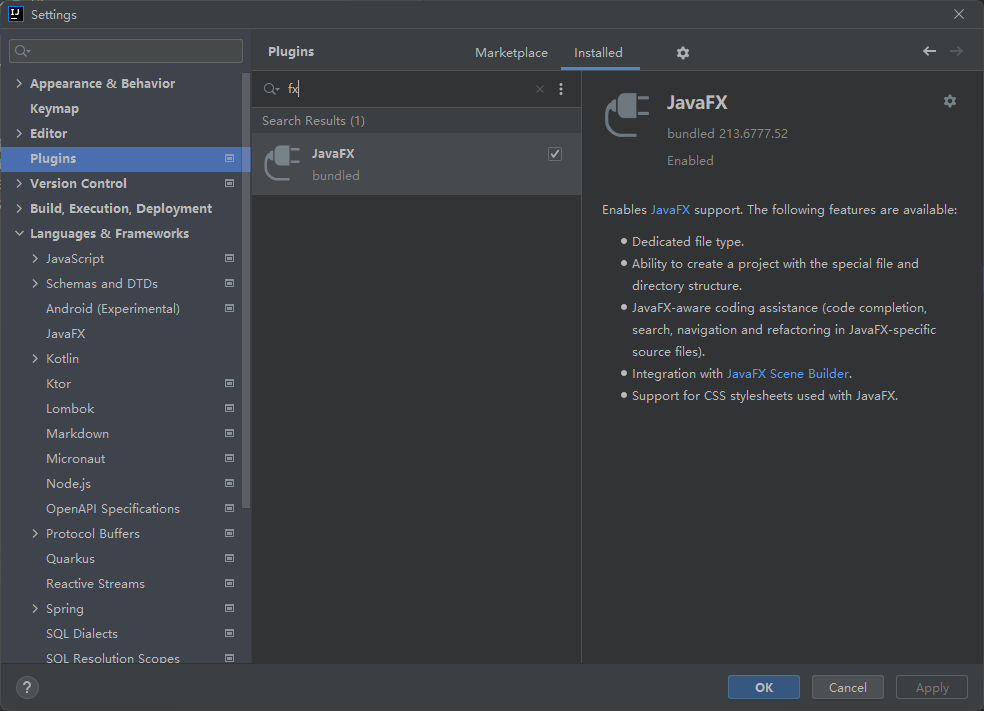 Settings
Plugins
Marketplace
Installed
Appearance & Behavior
Keymap
Editor
Plugins
Version Control
Build, Execution, Deployment
Languages & Frameworks
JavaScript
Schemas and DTDs
Android (Experimental)
JavaFX
Kotlin
Ktor
Lombok
Markdown
Micronaut
Node.js
OpenAPI Specifications
Protocol Buffers
Quarkus
Reactive Streams
Spring
SQL Dialects
SQL Resolution Scopes
fx
Search Results (1)
JavaFX
bundled
JavaFX
bundled 213.6777.52
Enabled
Enables JavaFX support. The following features are available:
Dedicated file type.
Ability to create a project with the special file and
directory structure.
JavaFX-aware coding assistance (code completion,
search, navigation and refactoring in JavaFX-specific
source files).
Integration with JavaFX Scene Builder.
Support for CSS stylesheets used with JavaFX.
?
OK
Cancel
Apply